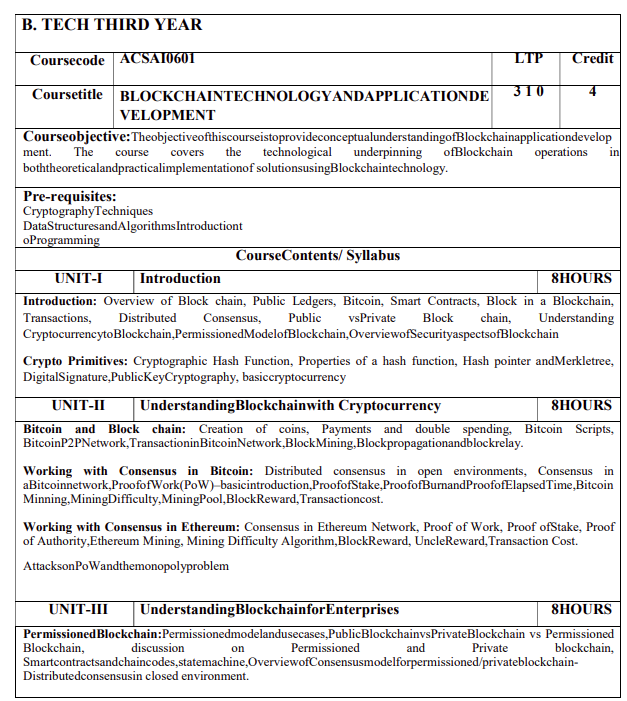 B. TECH THIRD YEAR
Coursecode ACSAI0601 LTP Credit
Coursetitle BLOCKCHAINTECHNOLOGYANDAPPLICATIONDE 3 1 0 4
VELOPMENT
Courseobjective:TheobjectiveofthiscourseistoprovideconceptualunderstandingofBlockchainapplicationdevelop
ment. The course covers the technological underpinning ofBlockchain operations in
boththeoreticalandpracticalimplementationof solutionsusingBlockchaintechnology.
Pre-requisites:
CryptographyTechniques
DataStructuresandAlgorithmsIntroductiont
oProgramming
CourseContents/ Syllabus
UNIT-I Introduction 8HOURS
Introduction: Overview of Block chain, Public Ledgers, Bitcoin, Smart Contracts, Block in a Blockchain,
Transactions, Distributed Consensus, Public vsPrivate Block chain, Understanding
CryptocurrencytoBlockchain,PermissionedModelofBlockchain,OverviewofSecurityaspectsofBlockchain
Crypto Primitives: Cryptographic Hash Function, Properties of a hash function, Hash pointer andMerkletree,
DigitalSignature,PublicKeyCryptography, basiccryptocurrency
UNIT-II UnderstandingBlockchainwith Cryptocurrency 8HOURS
Bitcoin and Block chain: Creation of coins, Payments and double spending, Bitcoin Scripts,
BitcoinP2PNetwork,TransactioninBitcoinNetwork,BlockMining,Blockpropagationandblockrelay.
Working with Consensus in Bitcoin: Distributed consensus in open environments, Consensus in
aBitcoinnetwork,ProofofWork(PoW)–basicintroduction,ProofofStake,ProofofBurnandProofofElapsedTime,Bitcoin
Minning,MiningDifficulty,MiningPool,BlockReward,Transactioncost.
Working with Consensus in Ethereum: Consensus in Ethereum Network, Proof of Work, Proof ofStake, Proof
of Authority,Ethereum Mining, Mining Difficulty Algorithm,BlockReward, UncleReward,Transaction Cost.
AttacksonPoWandthemonopolyproblem
UNIT-III UnderstandingBlockchainforEnterprises 8HOURS
PermissionedBlockchain:Permissionedmodelandusecases,PublicBlockchainvsPrivateBlockchain vs Permissioned
Blockchain, discussion on Permissioned and Private blockchain,
Smartcontractsandchaincodes,statemachine,OverviewofConsensusmodelforpermissioned/privateblockchain-
Distributedconsensusin closed environment.